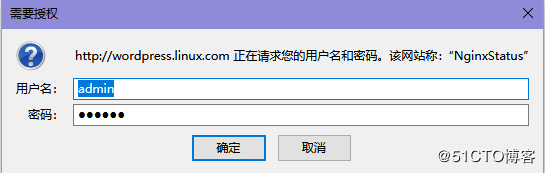 需要授权
http://wordpress.linux.com 正在请求您的用户名和密码。该网站称：“NginxStatus”
用户名： admin
密码： ●●●●●●
确定 取消
@51CTO博客